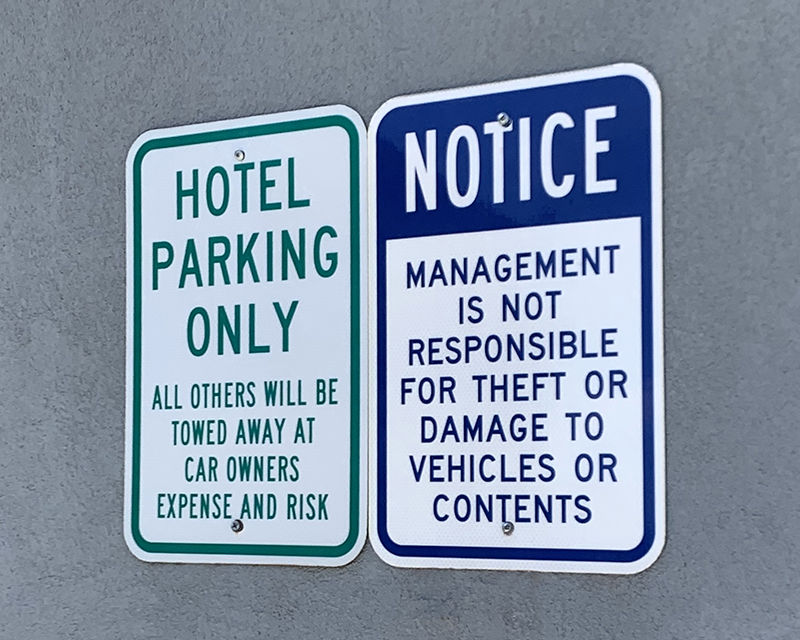 HOTEL
PARKING
ONLY
ALL OTHERS WILL BE
TOWED AWAY AT
CAR OWNERS
EXPENSE AND RISK
NOTICE
MANAGEMENT
IS NOT
RESPONSIBLE
FOR THEFT OR
DAMAGE TO
VEHICLES OR
CONTENTS